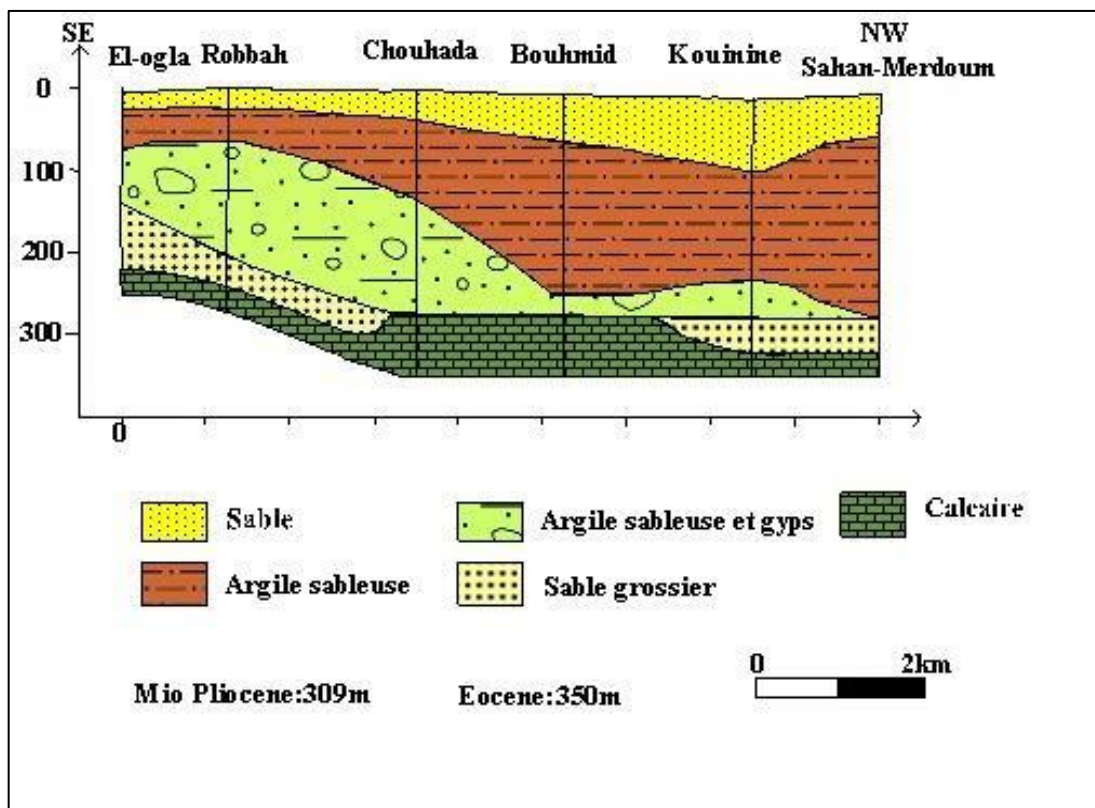 SE
NW
El-ogla Robbah Chouhada Bouhmid Kouinine Sahan-Merdoum
0
100
200
300
0
Sable
Argile sableuse et gyps
Calcaire
Argile sableuse
Sable grossier
0 2km
Mio Pliocene:309m
Eocene:350m